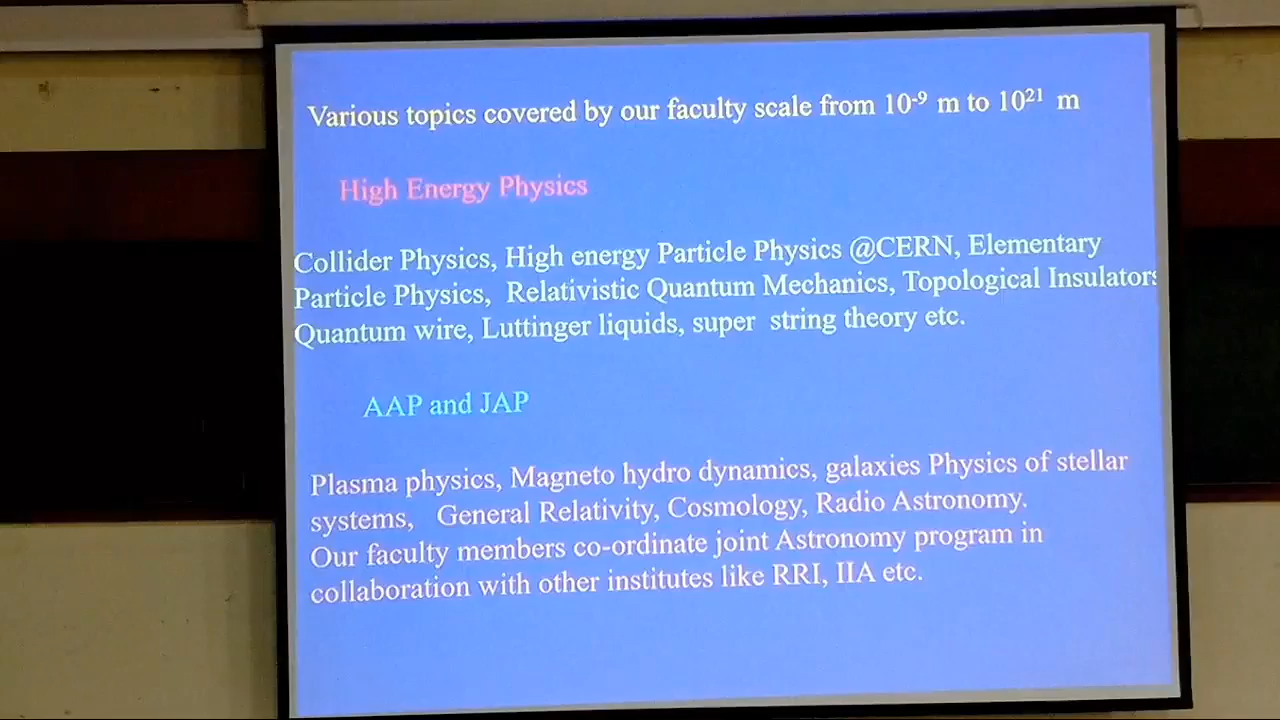 Various topics covered by our faculty scale from 10⁻⁹ m to 10²¹ m
High Energy Physics
Collider Physics, High energy Particle Physics @CERN, Elementary
Particle Physics, Relativistic Quantum Mechanics, Topological Insulators
Quantum wire, Luttinger liquids, super string theory etc.
AAP and JAP
Plasma physics, Magneto hydro dynamics, galaxies Physics of stellar
systems, General Relativity, Cosmology, Radio Astronomy.
Our faculty members co-ordinate joint Astronomy program in
collaboration with other institutes like RRI, IIA etc.